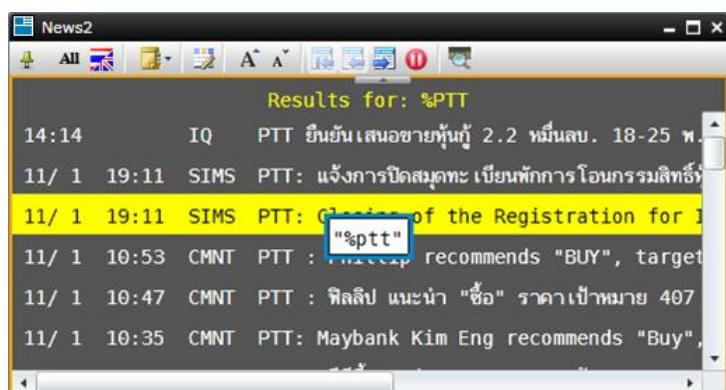 News2
All
A A
Results for: %PTT
14:14 IQ PTT ยืนยันเสนอขายหุ้นกู้ 2.2 หมื่นลบ. 18-25 พ.
11/ 1 19:11 SIMS PTT: แจ้งการปิดสมุดทะเบียนพักการโอนกรรมสิทธิ์
11/ 1 19:11 SIMS PTT: Closing of the Registration for
"%ptt"
11/ 1 10:53 CMNT PTT : Phillip recommends "BUY", target
11/ 1 10:47 CMNT PTT : ฟิลลิป แนะนำ "ซื้อ" ราคาเป้าหมาย 407
11/ 1 10:35 CMNT PTT: Maybank Kim Eng recommends "Buy",